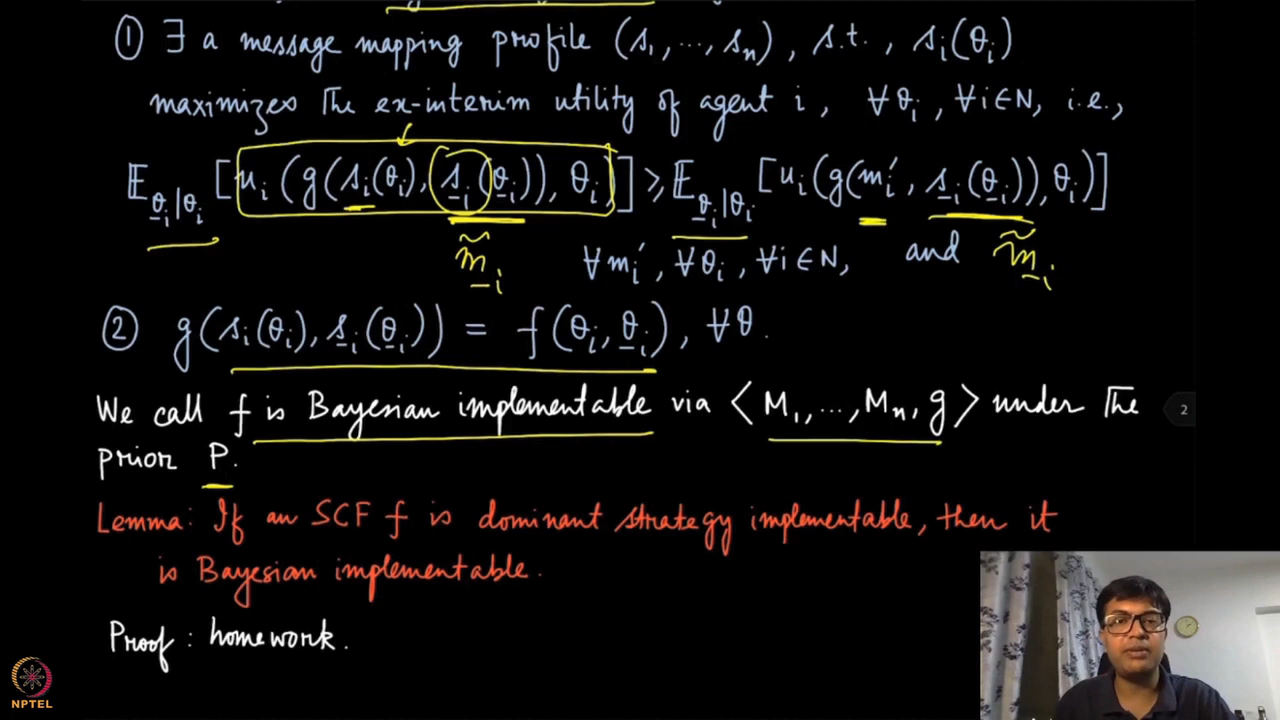 ① ∃ a message mapping profile (s₁, ..., sₙ), s.t., sᵢ(θᵢ)
maximizes the ex-interim utility of agent i, ∀θᵢ, ∀i∈N, i.e.,
𝔼_{θ̲ᵢ|θᵢ} [uᵢ(g(sᵢ(θᵢ), s̲ᵢ(θ̲ᵢ)), θᵢ)] ⩾ 𝔼_{θ̲ᵢ|θᵢ} [uᵢ(g(mᵢ′, s̲ᵢ(θ̲ᵢ)), θᵢ)]
m̃_{-i} ∀mᵢ′, ∀θᵢ, ∀i∈N, and m̃_{-i}
② g(sᵢ(θᵢ), s̲ᵢ(θ̲ᵢ)) = f(θᵢ, θ̲ᵢ), ∀θ.
We call f is Bayesian implementable via ⟨M₁, ..., Mₙ, g⟩ under the
2
prior P.
Lemma: If an SCF f is dominant strategy implementable, then it
is Bayesian implementable.
Proof: homework.
NPTEL